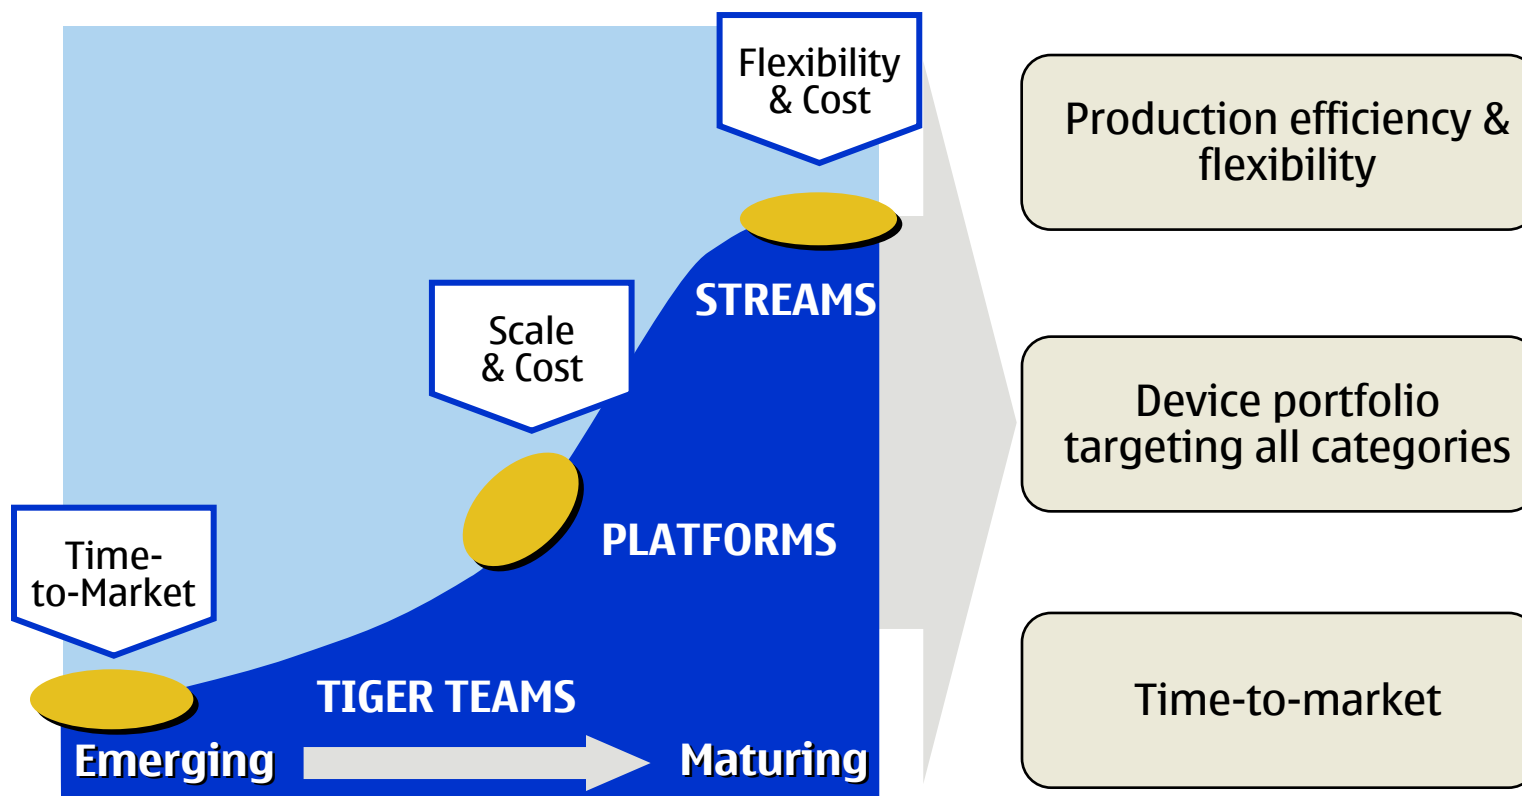 Flexibility
& Cost
Scale
& Cost
Time-
to-Market
STREAMS
PLATFORMS
TIGER TEAMS
Emerging
Maturing
Production efficiency &
flexibility
Device portfolio
targeting all categories
Time-to-market